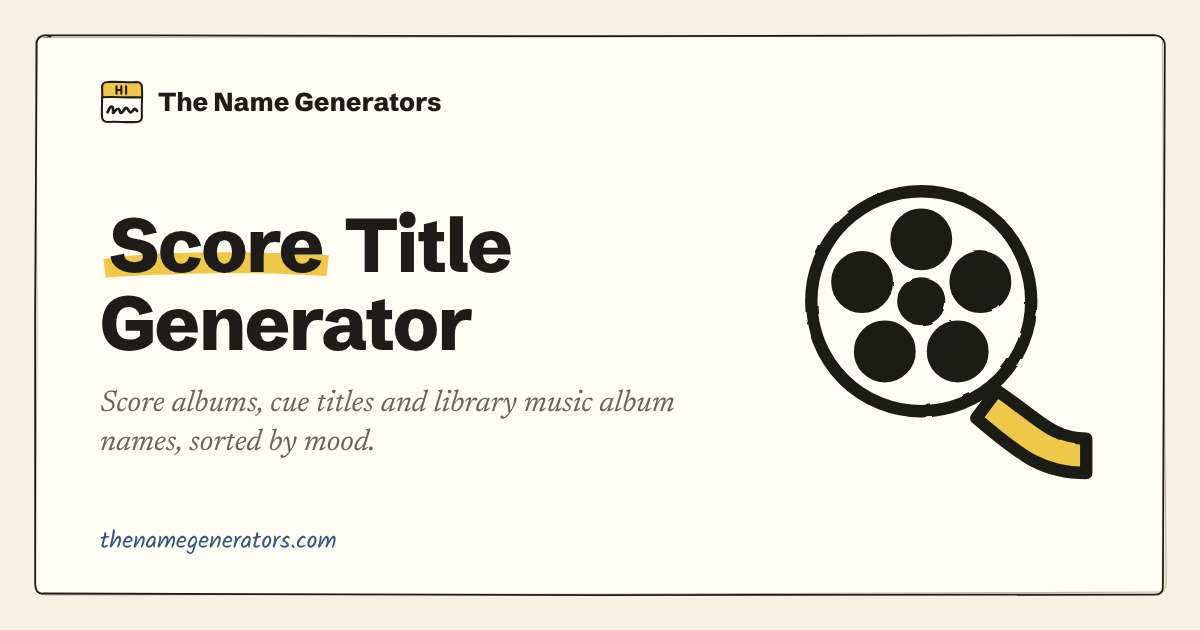 HI
The Name Generators
Score Title
Generator
Score albums, cue titles and library music album
names, sorted by mood.
thenamegenerators.com